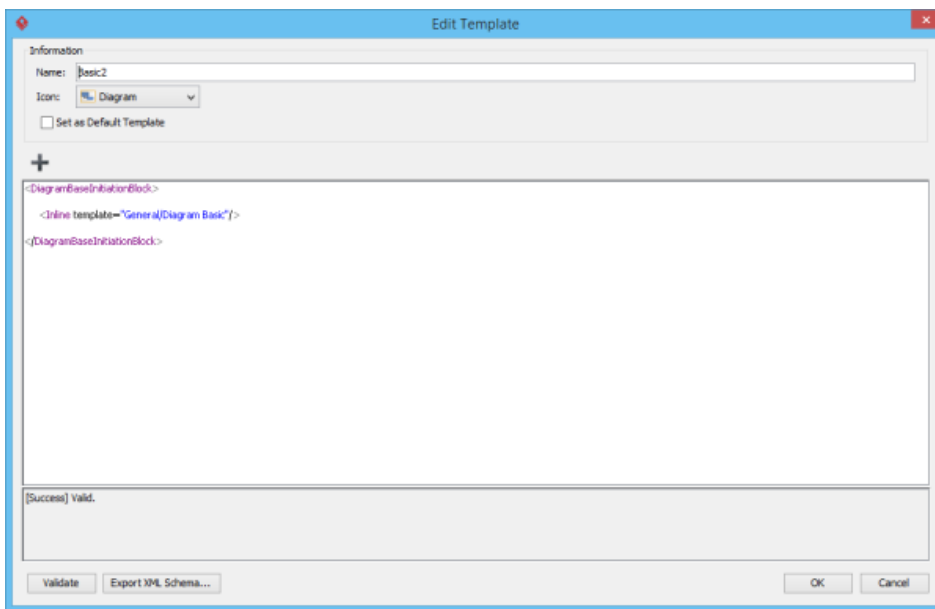 Edit Template
Information
Name: Basic2
Icon: Diagram
Set as Default Template
<DiagramBaseInitiationBlock>
<Inline template="General/Diagram Basic"/>
</DiagramBaseInitiationBlock>
[Success] Valid.
Validate Export XML Schema... OK Cancel